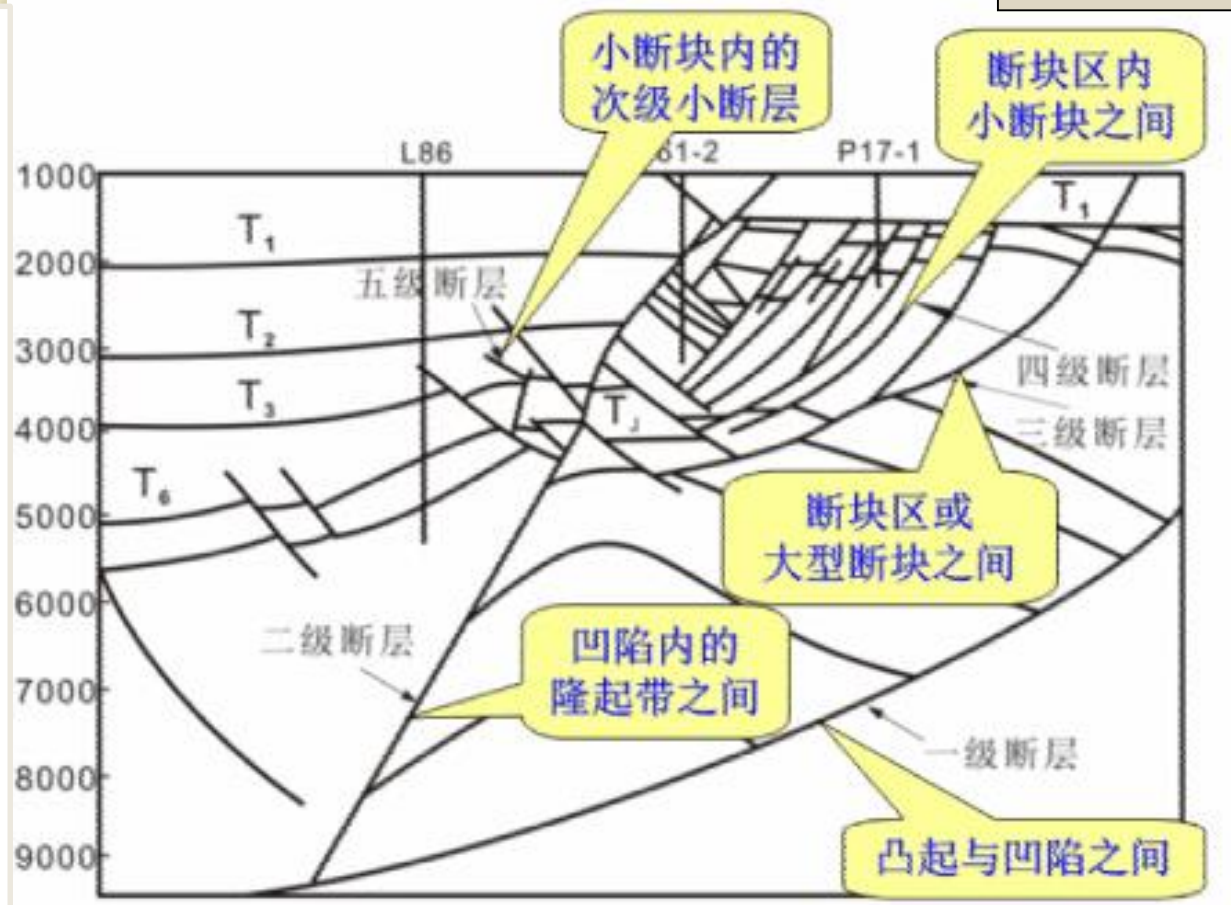 小断块内的
次级小断层
断块区内
小断块之间
L86
61-2
P17-1
1000
T₁
T₁
2000
五级断层
T₂
3000
四级断层
T₃
T_J
4000
三级断层
T₆
5000
断块区或
大型断块之间
6000
二级断层
凹陷内的
隆起带之间
7000
一级断层
8000
凸起与凹陷之间
9000